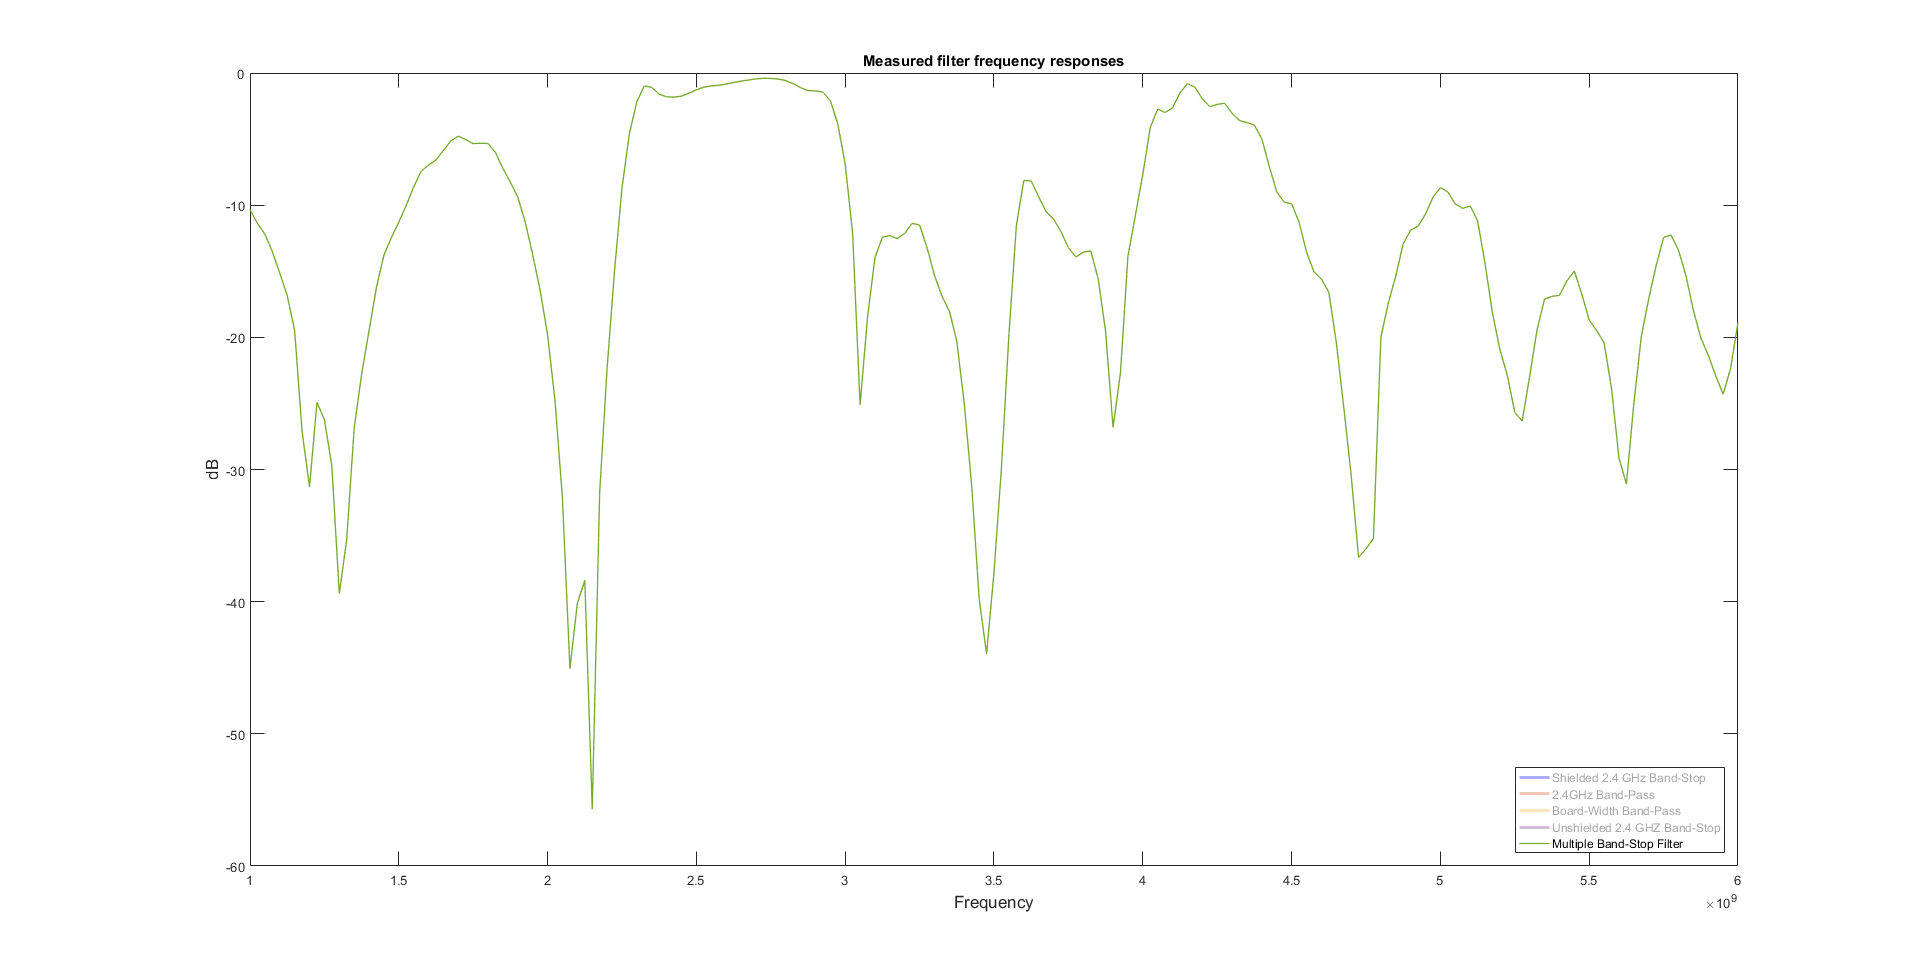 Measured filter frequency responses
0
-10
-20
-30
-40
-50
-60
dB
1 1.5 2 2.5 3 3.5 4 4.5 5 5.5 6
Frequency
×10⁹
Shielded 2.4 GHz Band-Stop
2.4GHz Band-Pass
Board-Width Band-Pass
Unshielded 2.4 GHZ Band-Stop
Multiple Band-Stop Filter